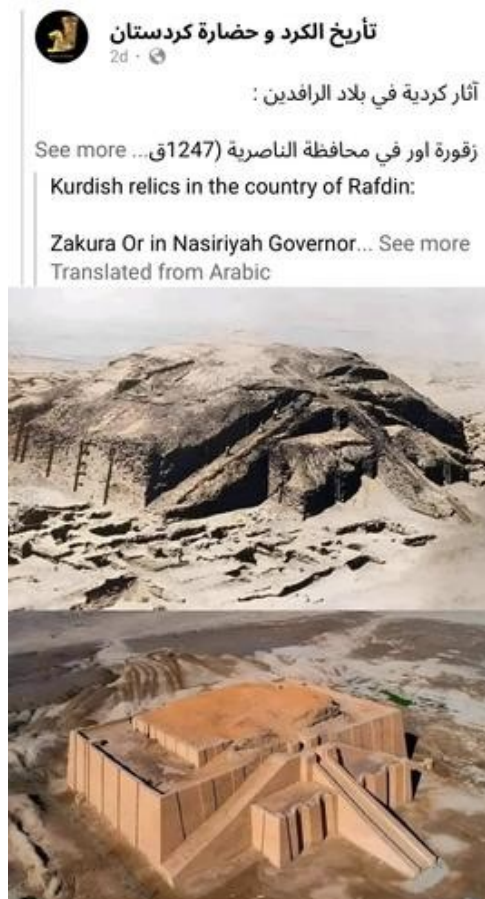 تأريخ الكرد و حضارة كردستان
2d ·
آثار كردية في بلاد الرافدين :
زقورة اور في محافظة الناصرية (1247ق... See more
Kurdish relics in the country of Rafdin:
Zakura Or in Nasiriyah Governor... See more
Translated from Arabic